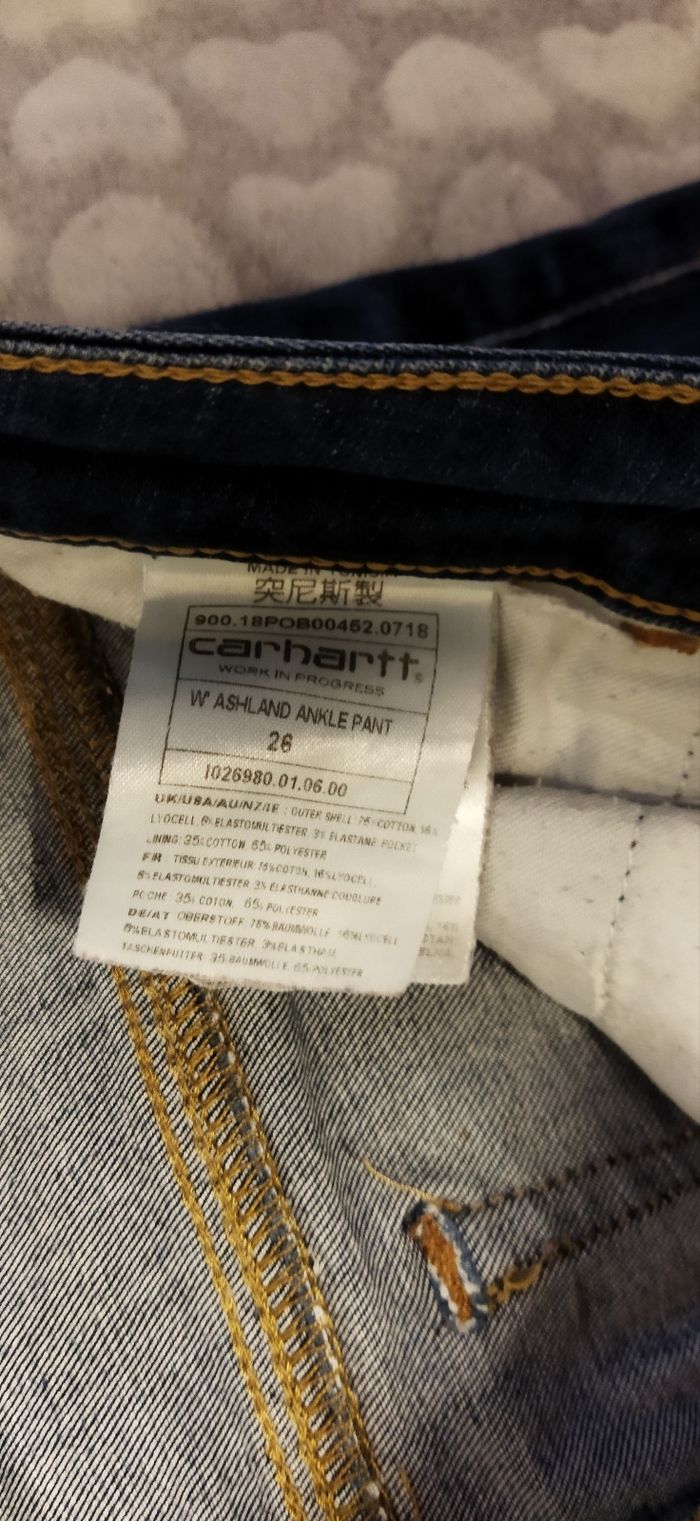 MADE IN TUNISIA
突尼斯製
900.18POB00452.0718
carhartt®
WORK IN PROGRESS
W' ASHLAND ANKLE PANT
26
I026980.01.06.00
UK/USA/AU/NZ/IE : OUTER SHELL: 75%COTTON, 16%
LYOCELL, 6%ELASTOMULTIESTER, 3% ELASTANE POCKET
LINING: 35%COTTON, 65% POLYESTER
FR: TISSU EXTERIEUR: 75%COTON, 16%LYOCELL,
6%ELASTOMULTIESTER, 3% ELASTHANNE DOUBLURE
POCHE: 35% COTON, 65% POLYESTER
DE/AT OBERSTOFF: 75%BAUMWOLLE, 16%LYOCELL
6%ELASTOMULTIESTER, 3%ELASTHAN,
TASCHENFUTTER: 35%BAUMWOLLE, 65%POLYESTER